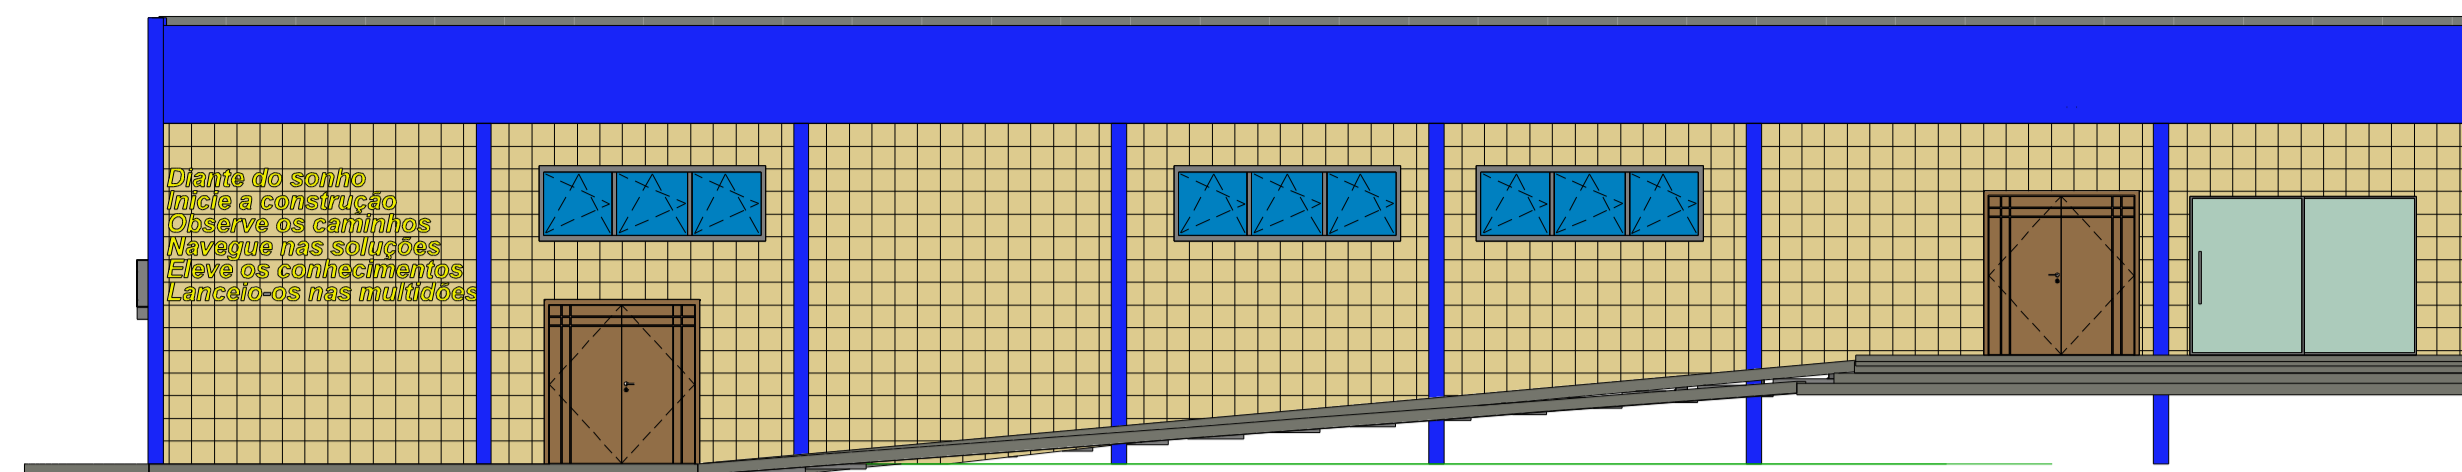 Diante do sonho
Inicie a construção
Observe os caminhos
Navegue nas soluções
Eleve os conhecimentos
Lanceio-os nas multidões